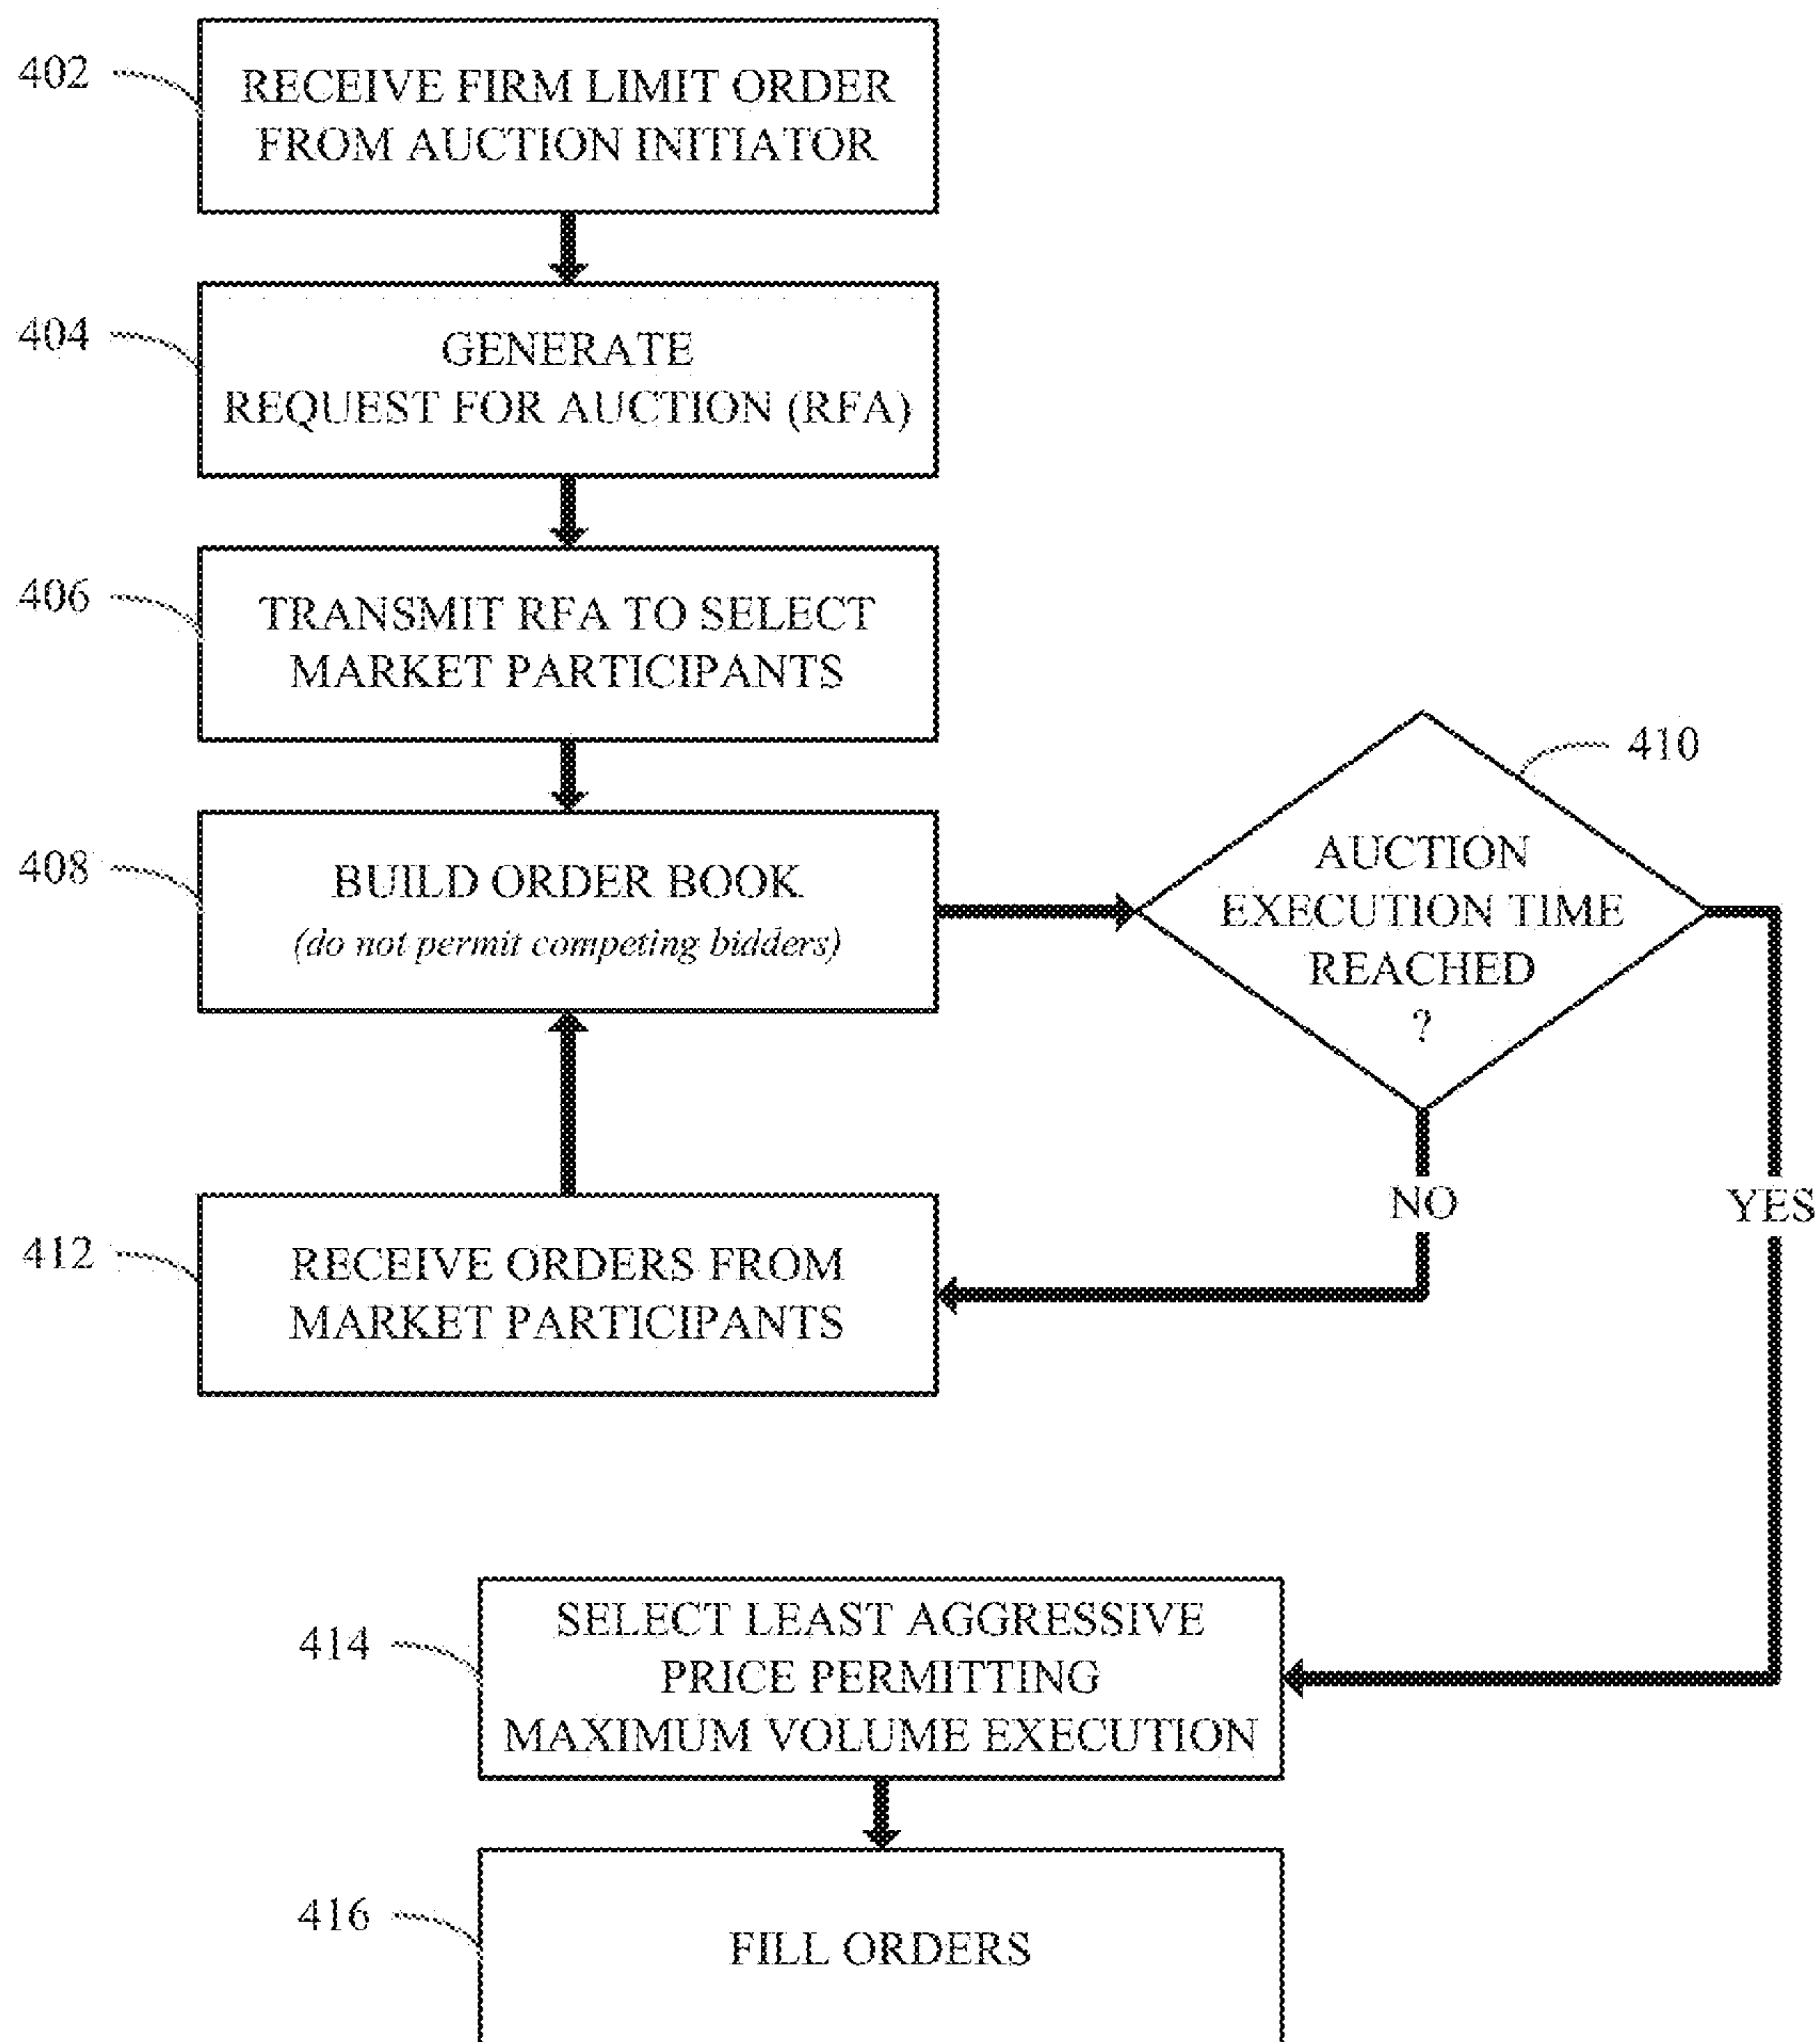 402
RECEIVE FIRM LIMIT ORDER
FROM AUCTION INITIATOR
404
GENERATE
REQUEST FOR AUCTION (RFA)
406
TRANSMIT RFA TO SELECT
MARKET PARTICIPANTS
408
BUILD ORDER BOOK
(do not permit competing bidders)
410
AUCTION
EXECUTION TIME
REACHED
?
NO
YES
412
RECEIVE ORDERS FROM
MARKET PARTICIPANTS
414
SELECT LEAST AGGRESSIVE
PRICE PERMITTING
MAXIMUM VOLUME EXECUTION
416
FILL ORDERS